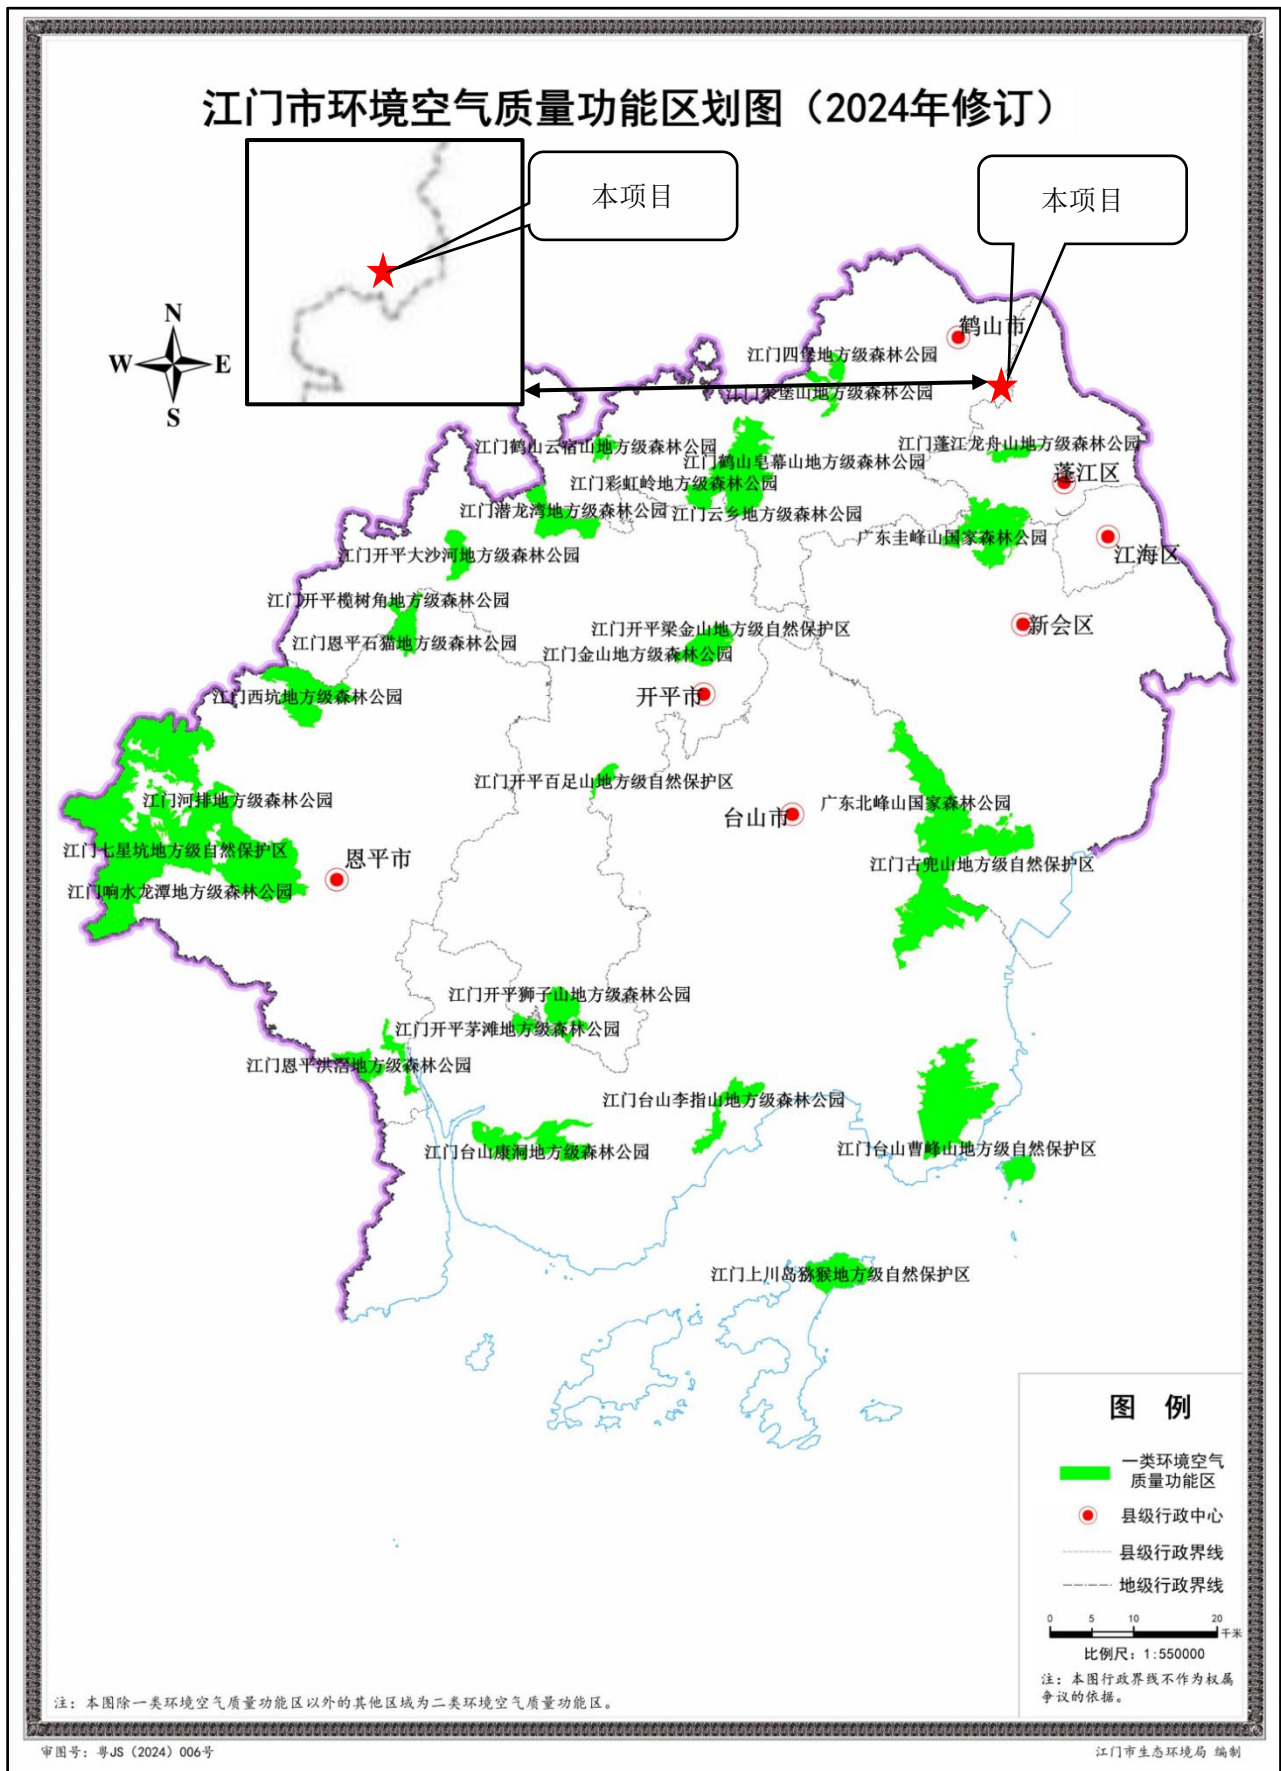 江门市环境空气质量功能区划图（2024年修订）
本项目
本项目
N
W
E
S
鹤山市
江门四堡地方级森林公园
江门聚堡山地方级森林公园
江门蓬江龙舟山地方级森林公园
江门鹤山云宿山地方级森林公园
江门鹤山皂幕山地方级森林公园
蓬江区
江门彩虹岭地方级森林公园
江门潜龙湾地方级森林公园
江门云乡地方级森林公园
广东圭峰山国家森林公园
江门开平大沙河地方级森林公园
江海区
江门开平榄树角地方级森林公园
新会区
江门开平梁金山地方级自然保护区
江门恩平石猫地方级森林公园
江门金山地方级森林公园
江门西坑地方级森林公园
开平市
江门开平百足山地方级自然保护区
江门河排地方级森林公园
广东北峰山国家森林公园
台山市
江门七星坑地方级自然保护区
恩平市
江门古兜山地方级自然保护区
江门响水龙潭地方级森林公园
江门开平狮子山地方级森林公园
江门开平茅滩地方级森林公园
江门恩平洪滘地方级森林公园
江门台山李指山地方级森林公园
江门台山康洞地方级森林公园
江门台山曹峰山地方级自然保护区
江门上川岛猕猴地方级自然保护区
图 例
一类环境空气
质量功能区
县级行政中心
县级行政界线
地级行政界线
0 5 10 20
千米
比例尺：1:550000
注：本图行政界线不作为权属
争议的依据。
注：本图除一类环境空气质量功能区以外的其他区域为二类环境空气质量功能区。
审图号：粤JS（2024）006号
江门市生态环境局 编制